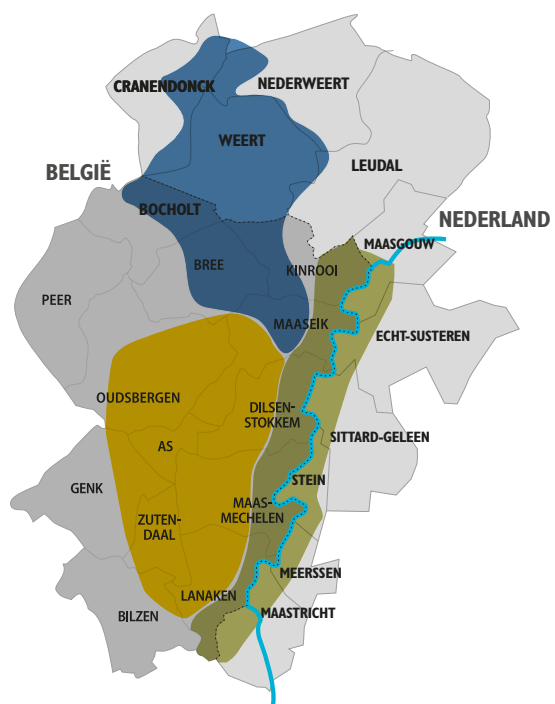 CRANENDONCK
NEDERWEERT
WEERT
LEUDAL
BELGIË
BOCHOLT
NEDERLAND
MAASGOUW
BREE
KINROOI
PEER
MAASEIK
ECHT-SUSTEREN
OUDSBERGEN
DILSEN-
STOKKEM
AS
SITTARD-GELEEN
GENK
STEIN
MAAS-
MECHELEN
ZUTEN-
DAAL
MEERSSEN
LANAKEN
MAASTRICHT
BILZEN